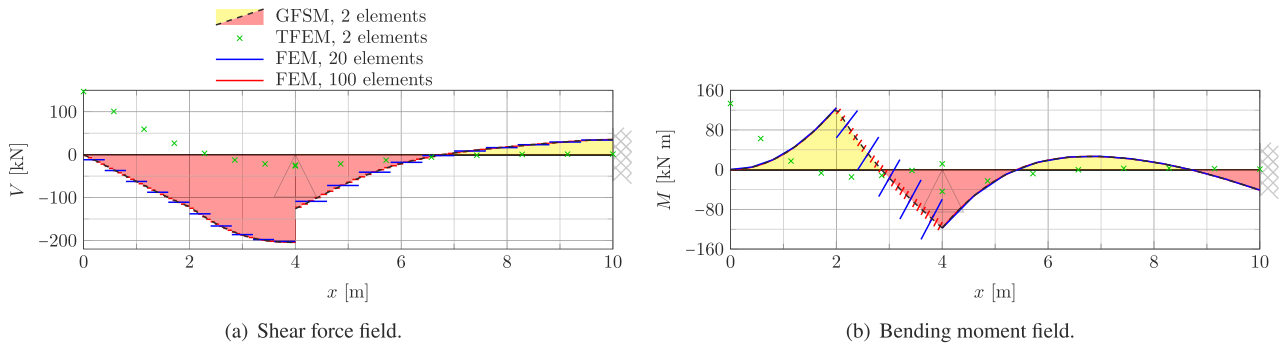 GFSM, 2 elements
TFEM, 2 elements
FEM, 20 elements
FEM, 100 elements
100
0
−100
−200
V [kN]
0 2 4 6 8 10
x [m]
(a) Shear force field.
160
80
0
−80
−160
M [kN m]
0 2 4 6 8 10
x [m]
(b) Bending moment field.